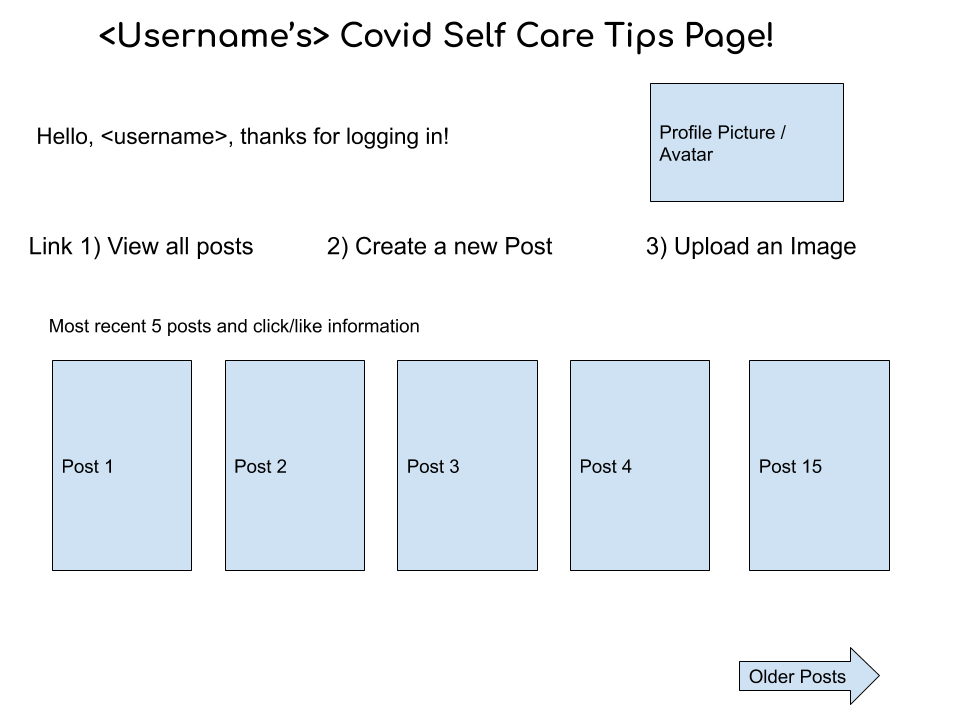 <Username’s> Covid Self Care Tips Page!
Hello, <username>, thanks for logging in!
Profile Picture /
Avatar
Link 1) View all posts 2) Create a new Post 3) Upload an Image
Most recent 5 posts and click/like information
Post 1 Post 2 Post 3 Post 4 Post 15
Older Posts